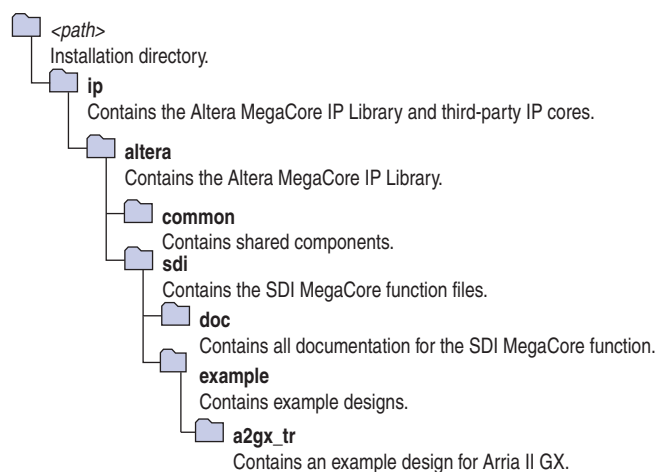 <path>
Installation directory.
ip
Contains the Altera MegaCore IP Library and third-party IP cores.
altera
Contains the Altera MegaCore IP Library.
common
Contains shared components.
sdi
Contains the SDI MegaCore function files.
doc
Contains all documentation for the SDI MegaCore function.
example
Contains example designs.
a2gx_tr
Contains an example design for Arria II GX.